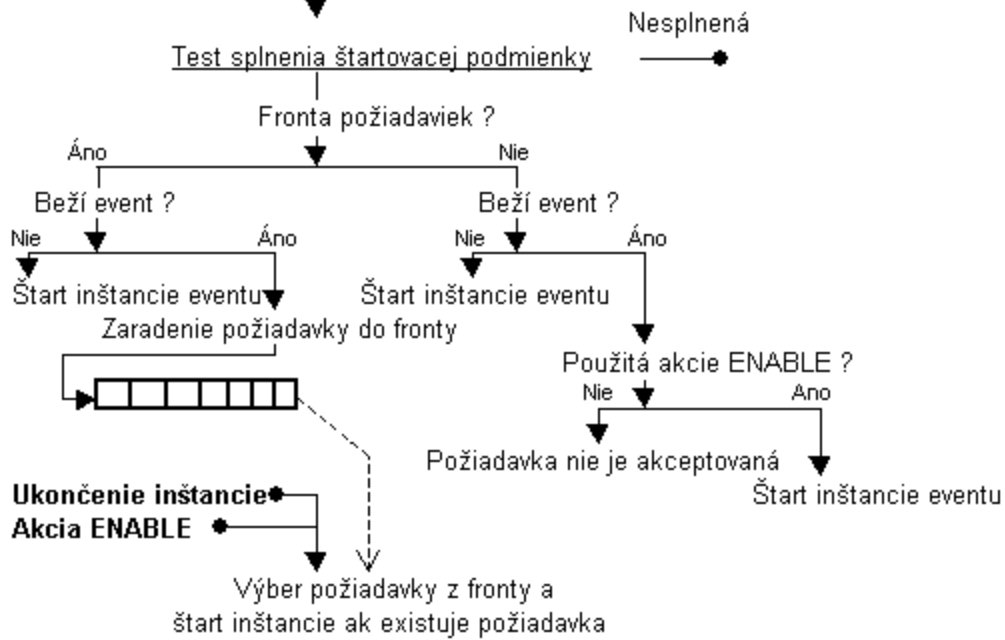 Nesplnená
Test splnenia štartovacej podmienky
Fronta požiadaviek ?
Áno
Nie
Beží event ?
Beží event ?
Nie
Áno
Nie
Áno
Štart inštancie eventu
Štart inštancie eventu
Zaradenie požiadavky do fronty
Použitá akcie ENABLE ?
Nie
Ano
Požiadavka nie je akceptovaná
Štart inštancie eventu
Ukončenie inštancie
Akcia ENABLE
Výber požiadavky z fronty a
štart inštancie ak existuje požiadavka